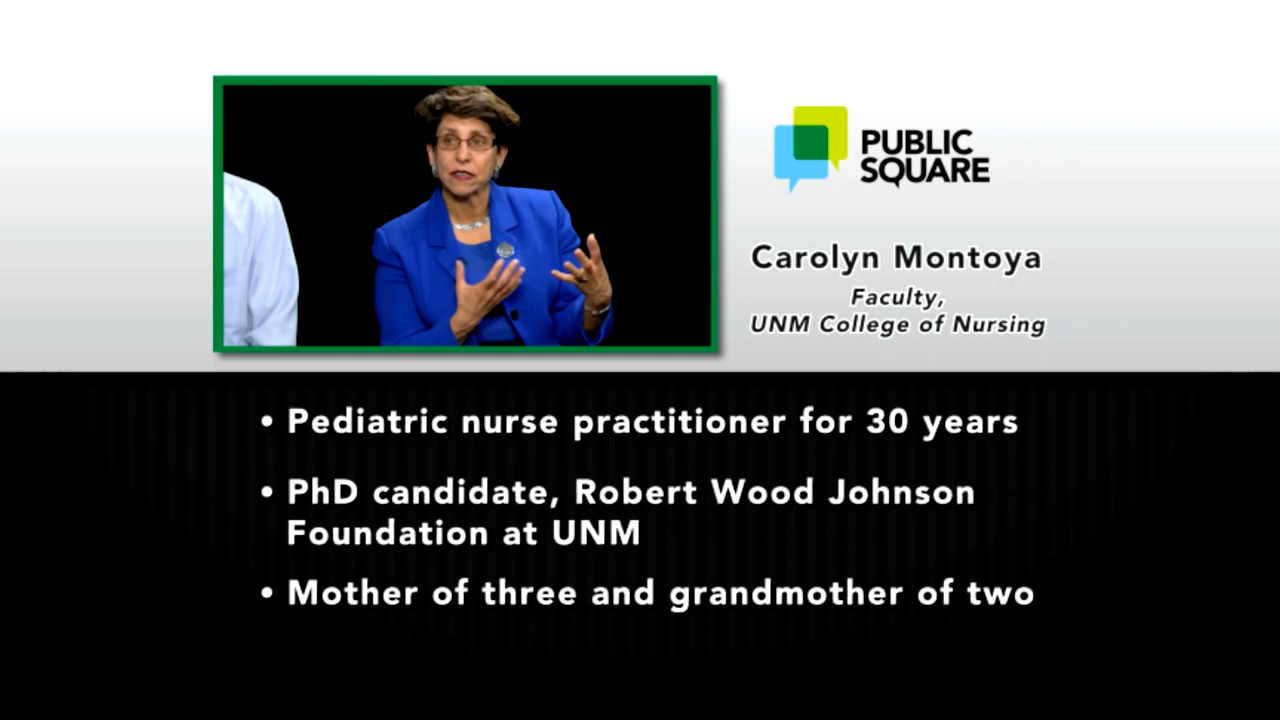 PUBLIC
SQUARE
Carolyn Montoya
Faculty,
UNM College of Nursing
• Pediatric nurse practitioner for 30 years
• PhD candidate, Robert Wood Johnson
Foundation at UNM
• Mother of three and grandmother of two